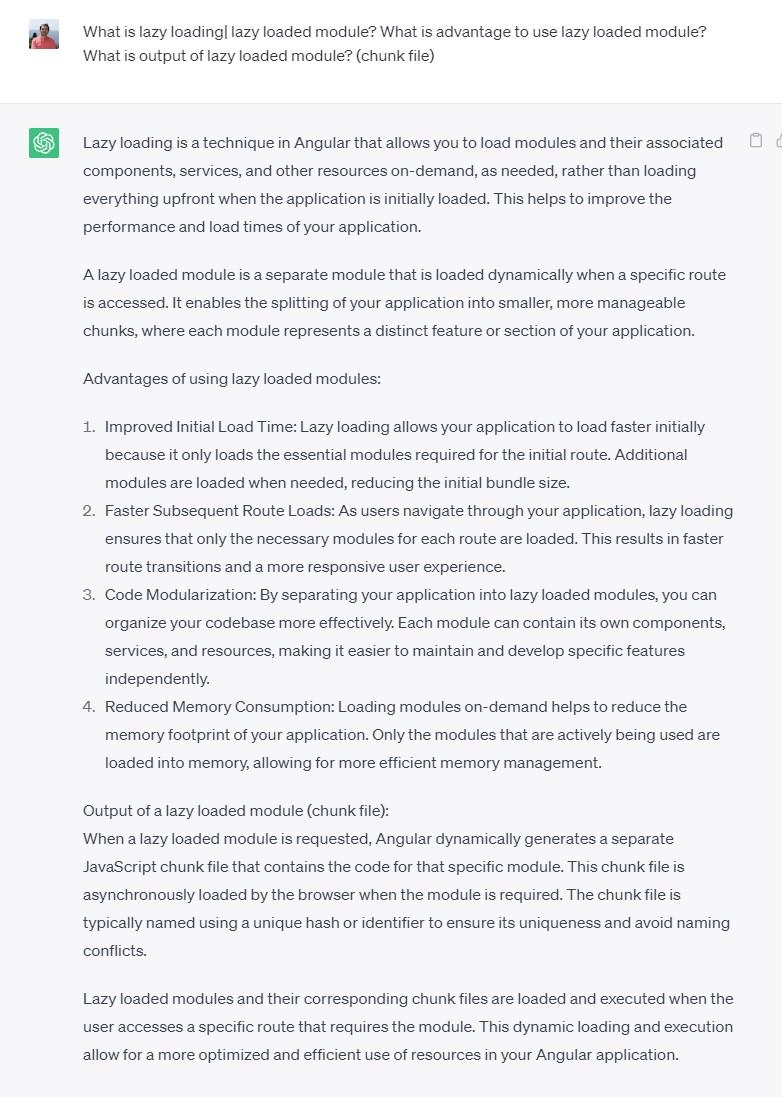 What is lazy loading| lazy loaded module? What is advantage to use lazy loaded module?
What is output of lazy loaded module? (chunk file)
Lazy loading is a technique in Angular that allows you to load modules and their associated
components, services, and other resources on-demand, as needed, rather than loading
everything upfront when the application is initially loaded. This helps to improve the
performance and load times of your application.
A lazy loaded module is a separate module that is loaded dynamically when a specific route
is accessed. It enables the splitting of your application into smaller, more manageable
chunks, where each module represents a distinct feature or section of your application.
Advantages of using lazy loaded modules:
1. Improved Initial Load Time: Lazy loading allows your application to load faster initially
because it only loads the essential modules required for the initial route. Additional
modules are loaded when needed, reducing the initial bundle size.
2. Faster Subsequent Route Loads: As users navigate through your application, lazy loading
ensures that only the necessary modules for each route are loaded. This results in faster
route transitions and a more responsive user experience.
3. Code Modularization: By separating your application into lazy loaded modules, you can
organize your codebase more effectively. Each module can contain its own components,
services, and resources, making it easier to maintain and develop specific features
independently.
4. Reduced Memory Consumption: Loading modules on-demand helps to reduce the
memory footprint of your application. Only the modules that are actively being used are
loaded into memory, allowing for more efficient memory management.
Output of a lazy loaded module (chunk file):
When a lazy loaded module is requested, Angular dynamically generates a separate
JavaScript chunk file that contains the code for that specific module. This chunk file is
asynchronously loaded by the browser when the module is required. The chunk file is
typically named using a unique hash or identifier to ensure its uniqueness and avoid naming
conflicts.
Lazy loaded modules and their corresponding chunk files are loaded and executed when the
user accesses a specific route that requires the module. This dynamic loading and execution
allow for a more optimized and efficient use of resources in your Angular application.